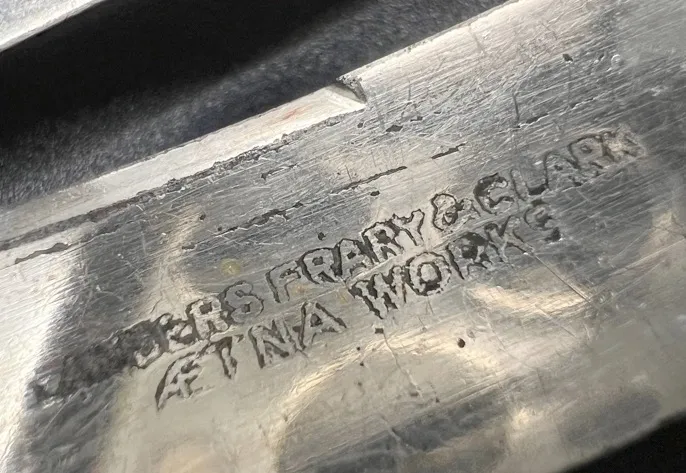 LANDERS FRARY & CLARK
ÆTNA WORKS